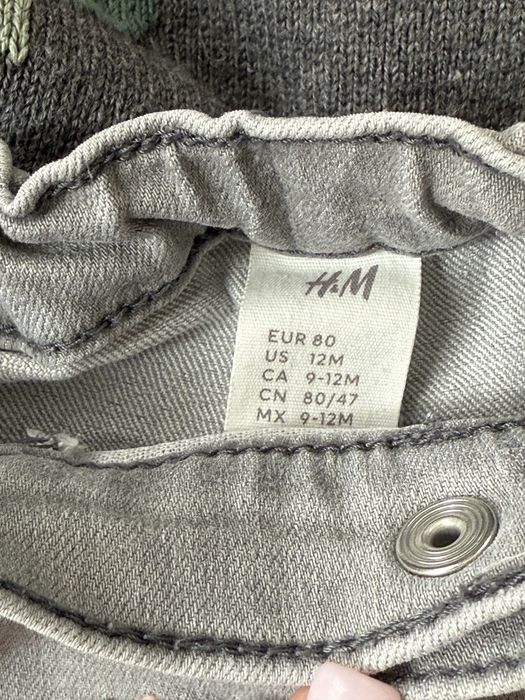 H&M
EUR 80
US 12M
CA 9-12M
CN 80/47
MX 9-12M